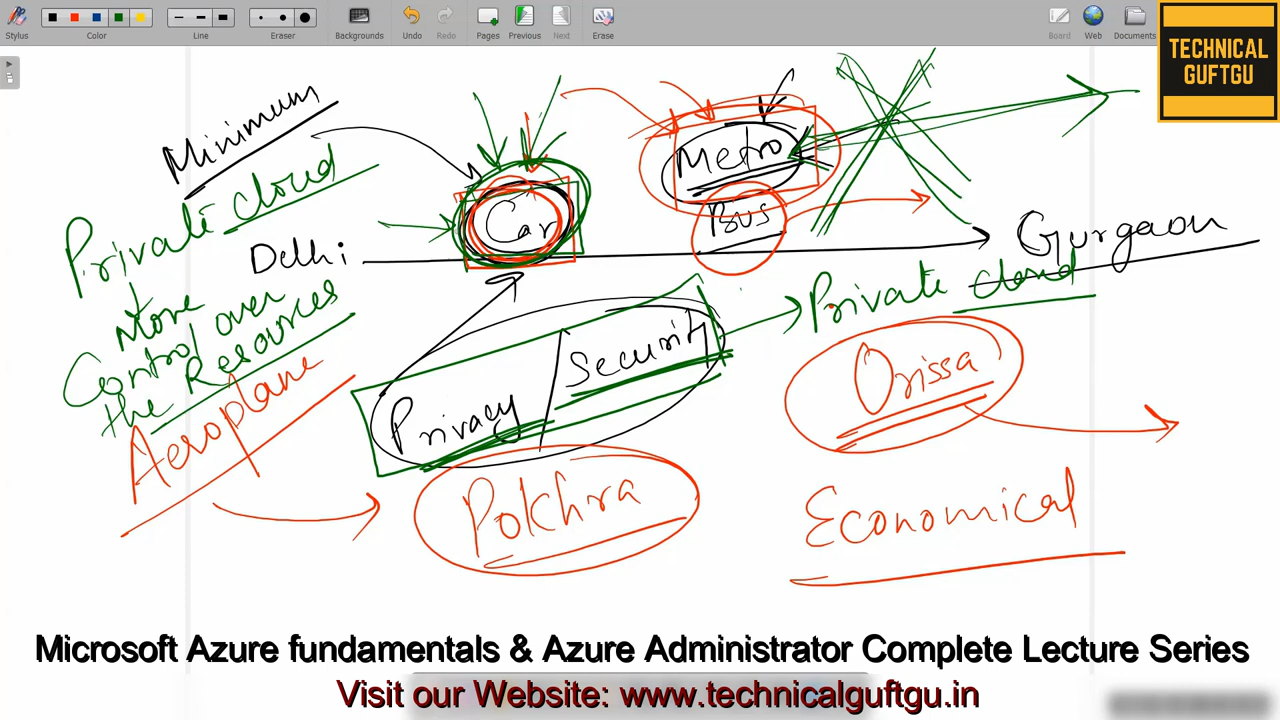 Stylus
Color
Line
Eraser
Backgrounds
Undo
Redo
Pages
Previous
Next
Erase
Board
Web
Documents
TECHNICAL
GUFTGU
Minimum
Private cloud
More
Control over
the Resources
Aeroplane
Delhi
Car
Metro
Bus
Gurgaon
Private cloud
Privacy
Security
Orissa
Pokhra
Economical
Microsoft Azure fundamentals & Azure Administrator Complete Lecture Series
Visit our Website: www.technicalguftgu.in